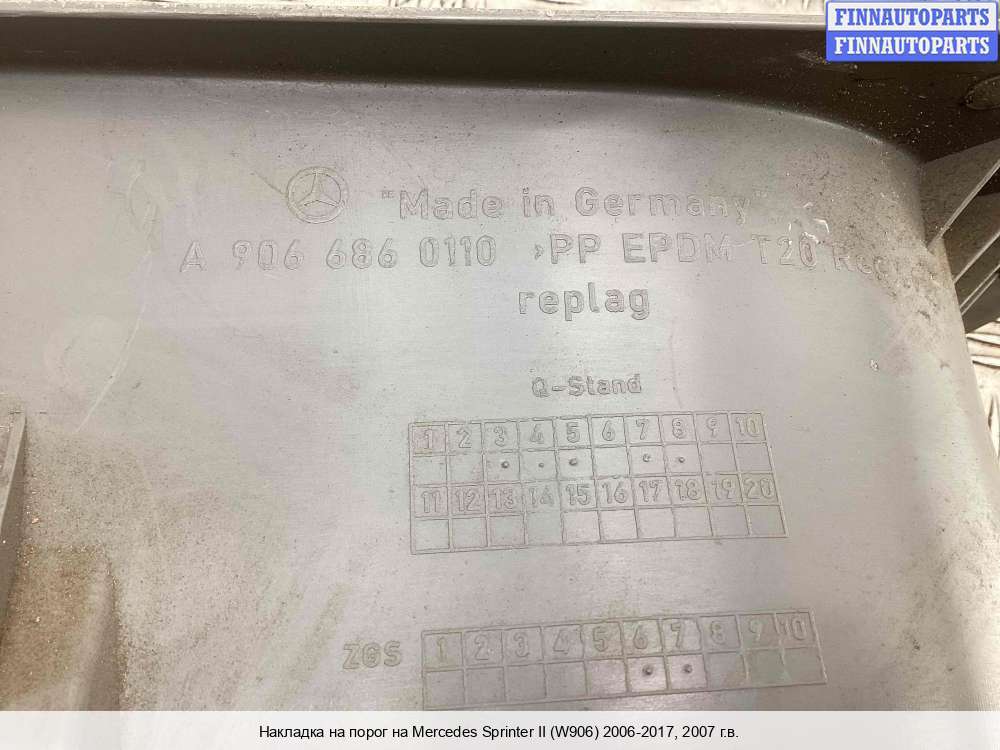 FINNAUTOPARTS
FINNAUTOPARTS
"Made in Germany"
A 906 686 0110 >PP EPDM T20
replag
Q-Stand
1 2 3 4 5 6 7 8 9 10
11 12 13 14 15 16 17 18 19 20
ZGS 1 2 3 4 5 6 7 8 9 10
Накладка на порог на Mercedes Sprinter II (W906) 2006-2017, 2007 г.в.